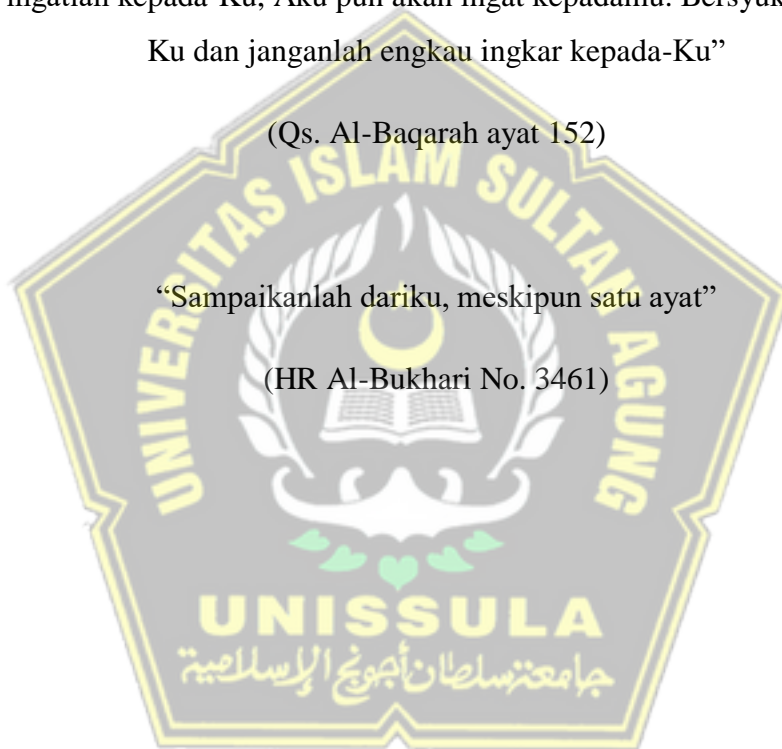 ingatlah kepada-Ku, Aku pun akan ingat kepadamu. Bersyuk
Ku dan janganlah engkau ingkar kepada-Ku”
(Qs. Al-Baqarah ayat 152)
UNIVERSITAS ISLAM SULTAN AGUNG
“Sampaikanlah dariku, meskipun satu ayat”
(HR Al-Bukhari No. 3461)
UNISSULA
جامعة سلطان أجونج الإسلامية